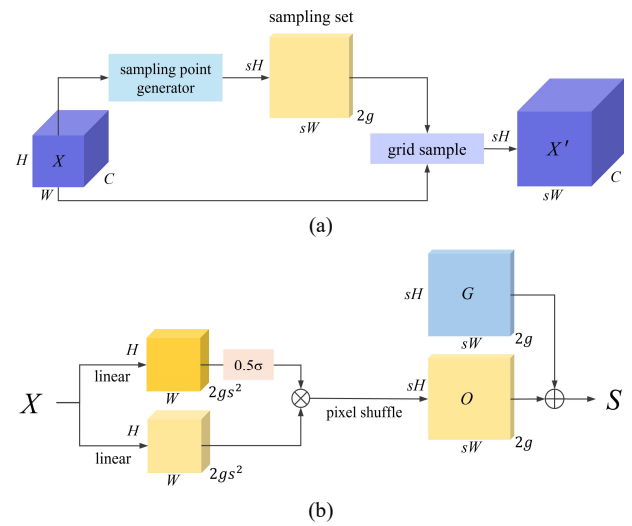 sampling set
sampling point
generator
sH
sW
2g
H
X
W
C
grid sample
sH
X′
sW
C
(a)
sH
G
sW
2g
X
H
linear
W
2gs²
0.5σ
H
linear
W
2gs²
pixel shuffle
sH
O
sW
2g
S
(b)